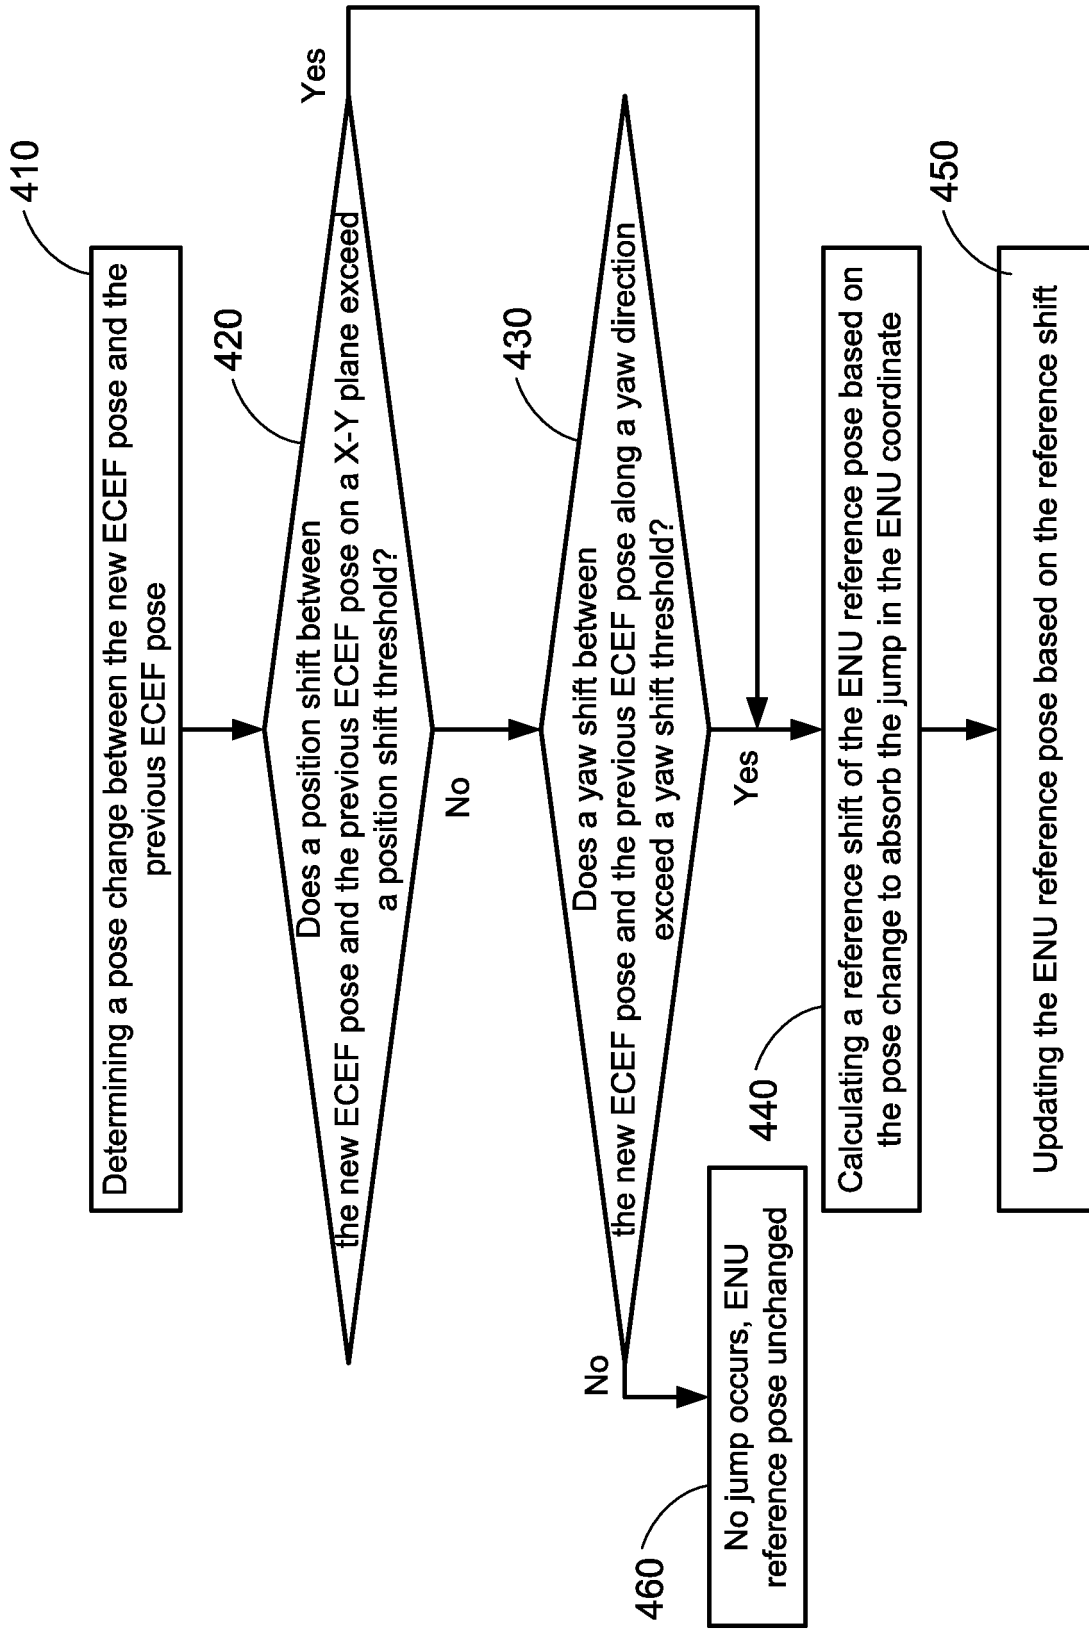 410
Determining a pose change between the new ECEF pose and the
previous ECEF pose
420
Yes
Does a position shift between
the new ECEF pose and the previous ECEF pose on a X-Y plane exceed
a position shift threshold?
No
430
Does a yaw shift between
the new ECEF pose and the previous ECEF pose along a yaw direction
exceed a yaw shift threshold?
No
Yes
460
No jump occurs, ENU
reference pose unchanged
440
Calculating a reference shift of the ENU reference pose based on
the pose change to absorb the jump in the ENU coordinate
450
Updating the ENU reference pose based on the reference shift